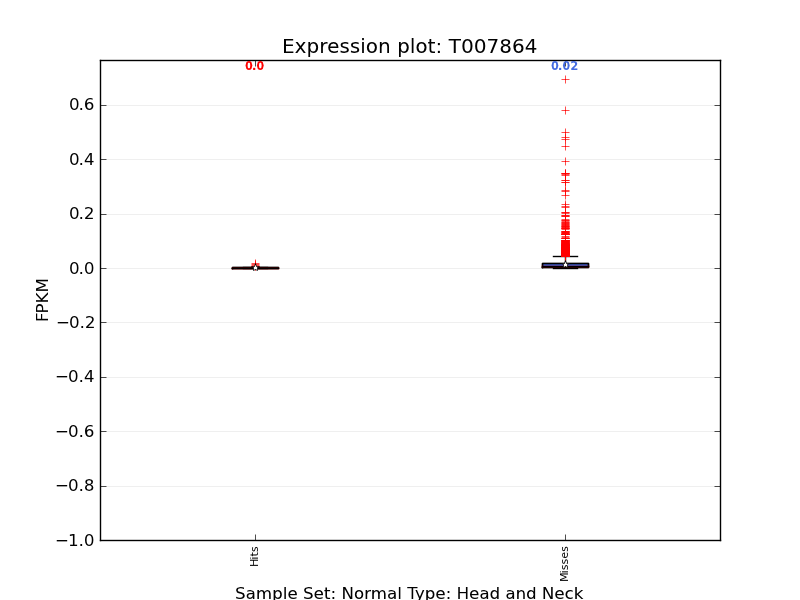 Expression plot: T007864
0.0
0.02
0.6
0.4
0.2
0.0
−0.2
−0.4
−0.6
−0.8
−1.0
FPKM
Hits
Misses
Sample Set: Normal Type: Head and Neck